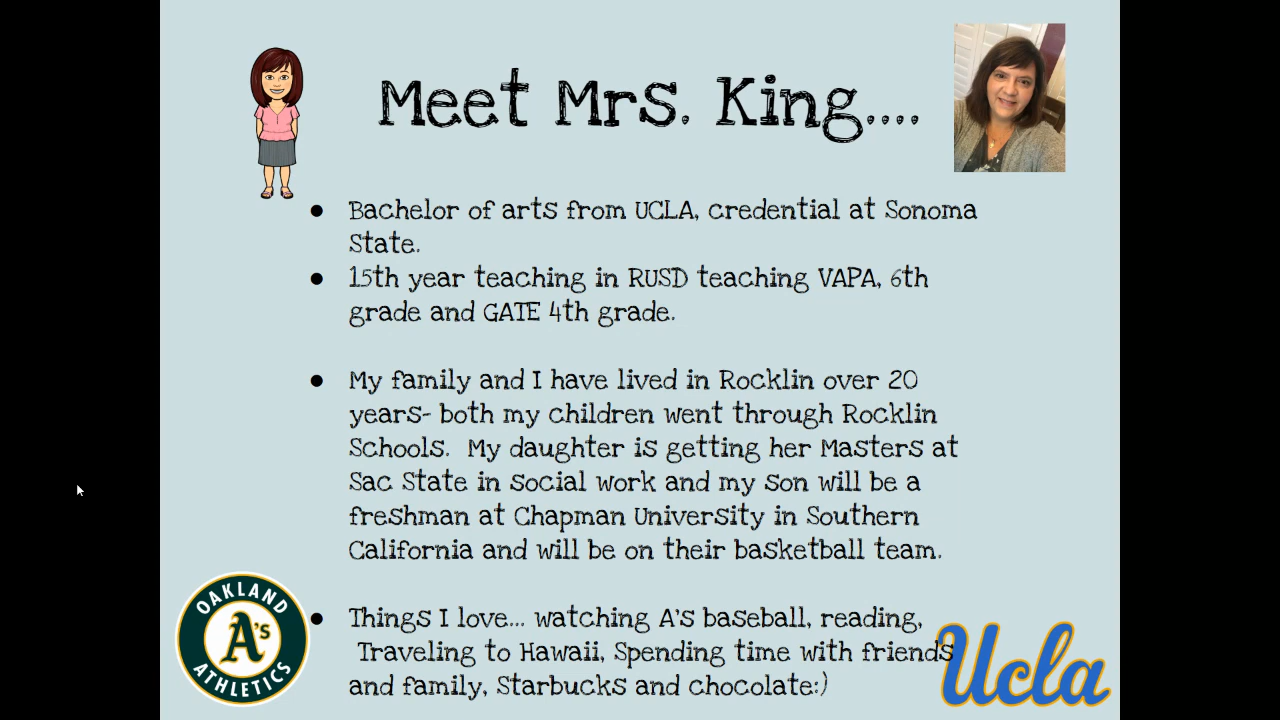 Meet Mrs. King....
● Bachelor of arts from UCLA, credential at Sonoma
State.
● 15th year teaching in RUSD teaching VAPA, 6th
grade and GATE 4th grade.
● My family and I have lived in Rocklin over 20
years- both my children went through Rocklin
Schools.  My daughter is getting her Masters at
Sac State in social work and my son will be a
freshman at Chapman University in Southern
California and will be on their basketball team.
● Things I love... watching A's baseball, reading,
Traveling to Hawaii, Spending time with friends
and family, Starbucks and chocolate:)
OAKLAND
A's
ATHLETICS
Ucla